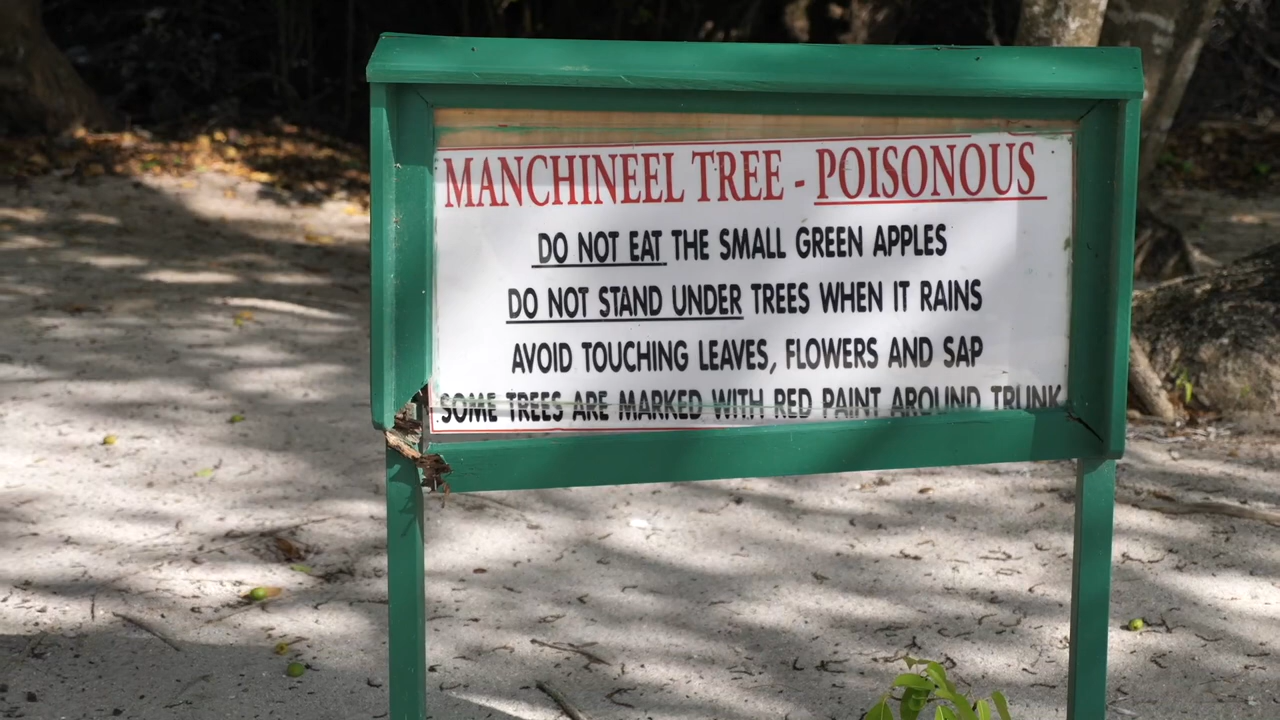 MANCHINEEL TREE - POISONOUS
DO NOT EAT THE SMALL GREEN APPLES
DO NOT STAND UNDER TREES WHEN IT RAINS
AVOID TOUCHING LEAVES, FLOWERS AND SAP
SOME TREES ARE MARKED WITH RED PAINT AROUND TRUNK